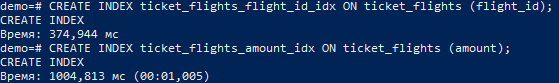 demo=# CREATE INDEX ticket_flights_flight_id_idx ON ticket_flights (flight_id);
CREATE INDEX
Время: 374,944 мс
demo=# CREATE INDEX ticket_flights_amount_idx ON ticket_flights (amount);
CREATE INDEX
Время: 1004,813 мс (00:01,005)